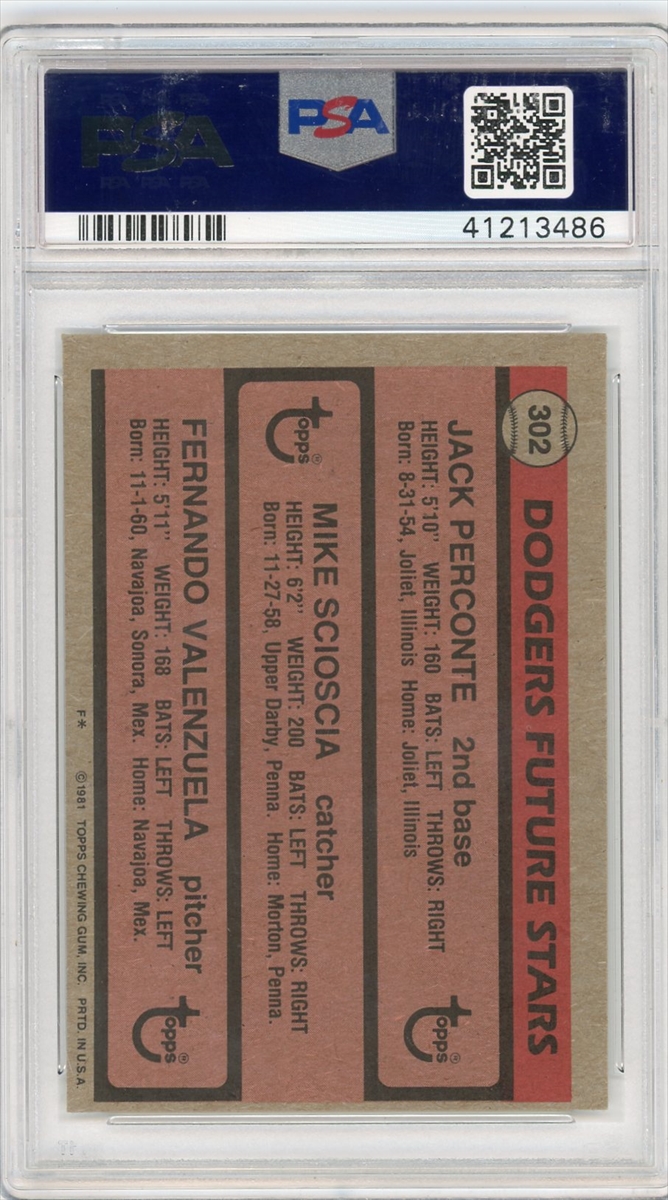 PSA
PSA
41213486
302
DODGERS FUTURE STARS
JACK PERCONTE 2nd base
HEIGHT: 5'10" WEIGHT: 160 BATS: LEFT THROWS: RIGHT
Born: 8-31-54, Joliet, Illinois Home: Joliet, Illinois
topps®
topps®
MIKE SCIOSCIA catcher
HEIGHT: 6'2" WEIGHT: 200 BATS: LEFT THROWS: RIGHT
Born: 11-27-58, Upper Darby, Penna. Home: Morton, Penna.
FERNANDO VALENZUELA pitcher
HEIGHT: 5'11" WEIGHT: 168 BATS: LEFT THROWS: LEFT
Born: 11-1-60, Navajoa, Sonora, Mex. Home: Navajoa, Mex.
topps®
F* ©1981 TOPPS CHEWING GUM, INC. PRTD. IN U.S.A.